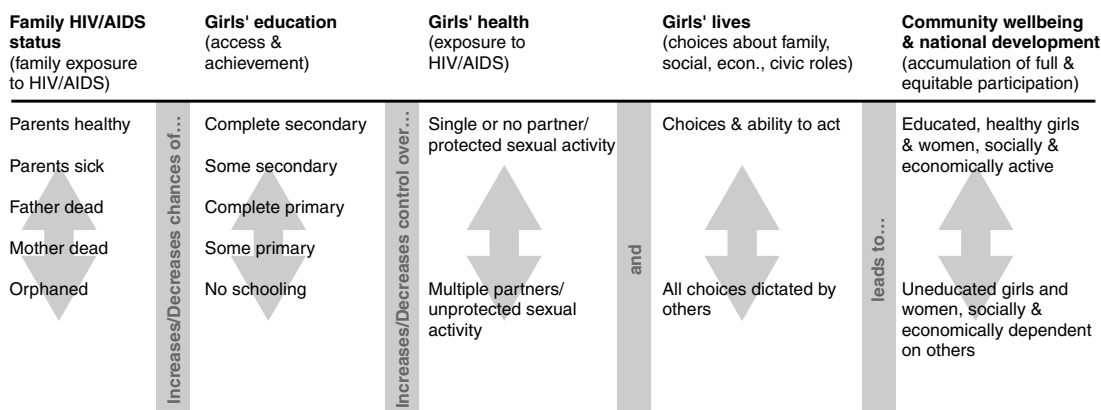 Family HIV/AIDS
status
(family exposure
to HIV/AIDS)
Girls' education
(access &
achievement)
Girls' health
(exposure to
HIV/AIDS)
Girls' lives
(choices about family,
social, econ., civic roles)
Community wellbeing
& national development
(accumulation of full &
equitable participation)
Parents healthy
Parents sick
Father dead
Mother dead
Orphaned
Increases/Decreases chances of…
Complete secondary
Some secondary
Complete primary
Some primary
No schooling
Increases/Decreases control over…
Single or no partner/
protected sexual activity
Multiple partners/
unprotected sexual
activity
and
Choices & ability to act
All choices dictated by
others
leads to…
Educated, healthy girls
& women, socially &
economically active
Uneducated girls and
women, socially &
economically dependent
on others